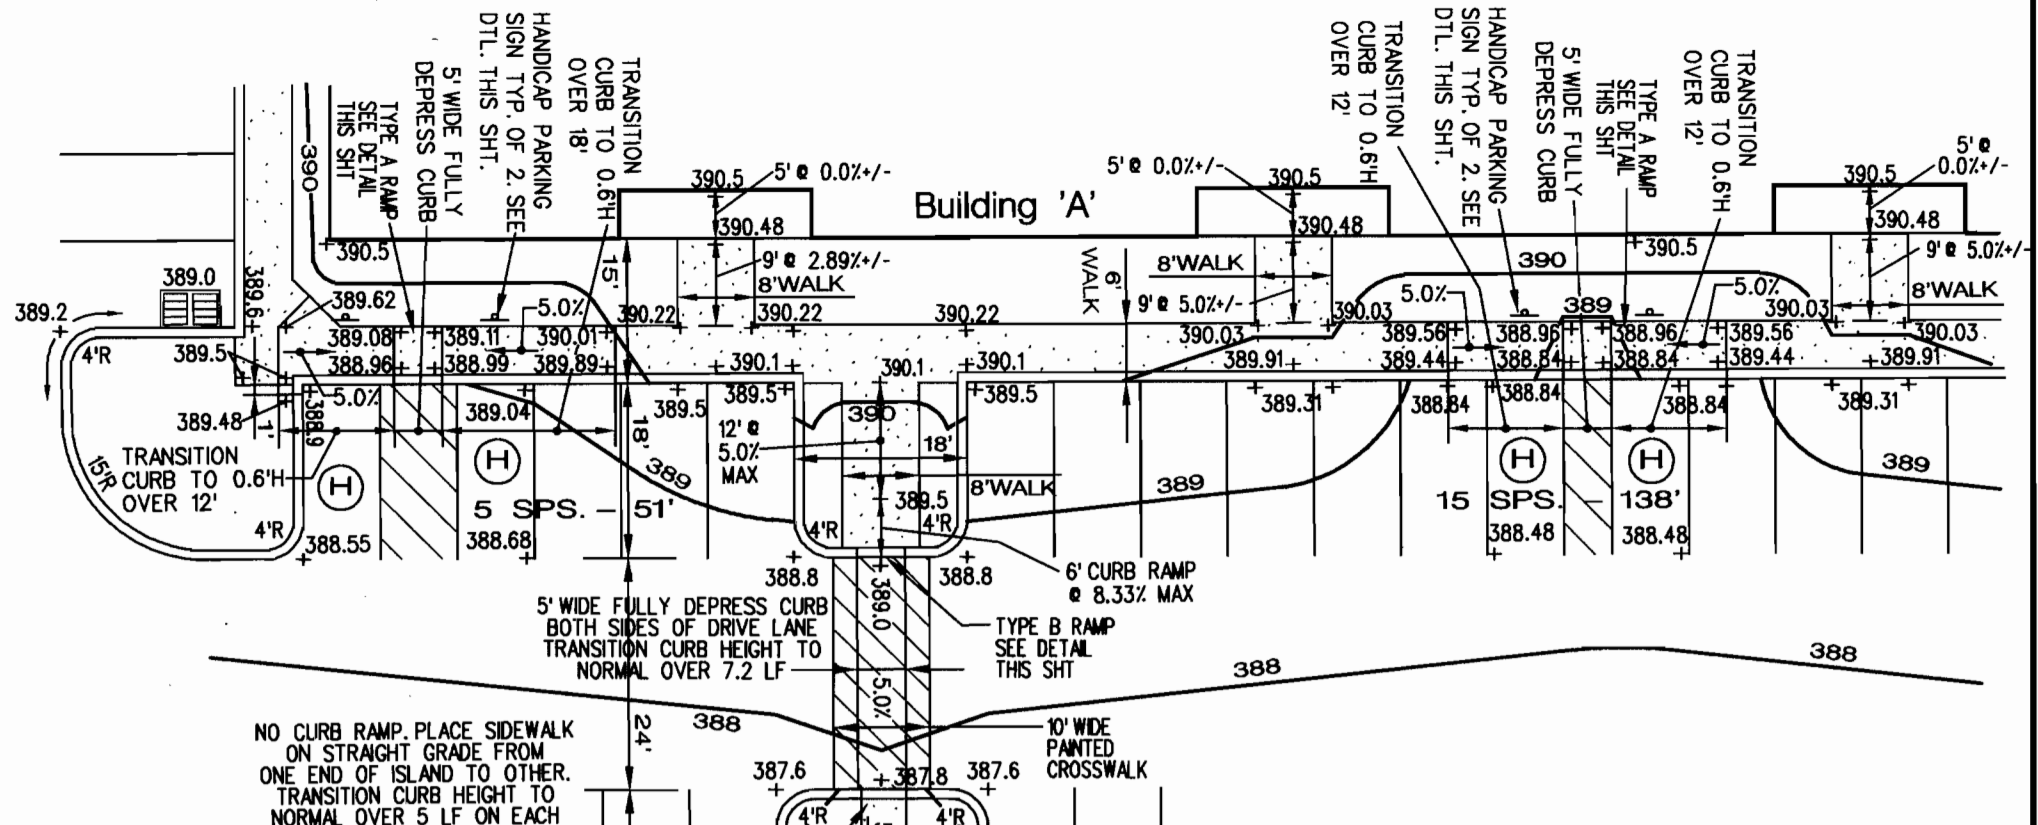 TYPE A RAMP
SEE DETAIL
THIS SHT
5' WIDE FULLY
DEPRESS CURB
HANDICAP PARKING
SIGN TYP. OF 2. SEE
DTL. THIS SHT.
TRANSITION
CURB TO 0.6'H
OVER 18'
TRANSITION
CURB TO 0.6'H
OVER 12'
HANDICAP PARKING
SIGN TYP. OF 2. SEE
DTL. THIS SHT.
5' WIDE FULLY
DEPRESS CURB
TYPE A RAMP
SEE DETAIL
THIS SHT
TRANSITION
CURB TO 0.6'H
OVER 12'
390
390.5
390.5
5' @ 0.0%+/-
390.48
Building 'A'
5' @ 0.0%+/-
390.5
390.48
390.5
390.5
5' @
0.0%+/-
390.48
15'
9' @ 2.89%+/-
8'WALK
6'
WALK
8'WALK
9' @ 5.0%+/-
390
9' @ 5.0%+/-
8'WALK
389.0
389.2
389.6
389.62
5.0%
390.22
390.22
390.22
390.03
5.0%
389
5.0%
390.03
390.03
389.08
389.11
390.01
389.56
388.96
388.96
389.56
389.5
388.96
388.99
389.89
390.1
390.1
390.1
389.91
389.44
388.84
388.84
389.44
389.91
4'R
5.0%
389.48
1'
388.9
389.04
389.5
389.5
389.5
389.31
388.84
388.84
388.84
389.31
390
12' @
5.0%
MAX
18'
18'
8'WALK
TRANSITION
CURB TO 0.6'H
OVER 12'
15'R
H
H
H
H
389
389
389
5 SPS. - 51'
15 SPS. - 138'
389.5
4'R
4'R
4'R
388.55
388.68
388.48
388.48
388.8
388.8
6' CURB RAMP
@ 8.33% MAX
389.0
5' WIDE FULLY DEPRESS CURB
BOTH SIDES OF DRIVE LANE
TRANSITION CURB HEIGHT TO
NORMAL OVER 7.2 LF
TYPE B RAMP
SEE DETAIL
THIS SHT
5.0%
388
388
388
24'
10' WIDE
PAINTED
CROSSWALK
NO CURB RAMP. PLACE SIDEWALK
ON STRAIGHT GRADE FROM
ONE END OF ISLAND TO OTHER.
TRANSITION CURB HEIGHT TO
NORMAL OVER 5 LF ON EACH
387.6
387.8
387.6
4'R
4'R